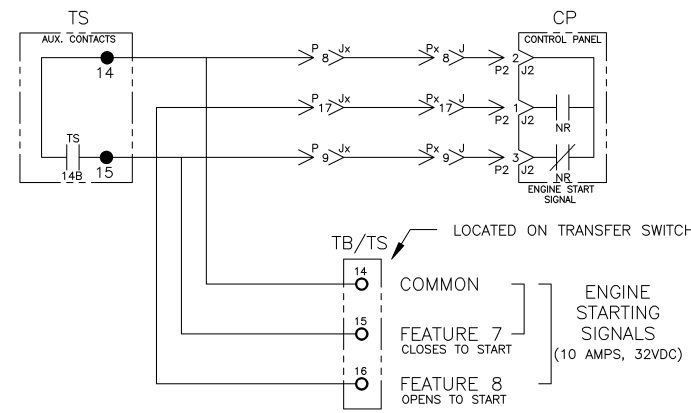 TS
CP
AUX. CONTACTS
CONTROL PANEL
14
P 8 Jx
Px 8 J
P2
2
J2
P 17 Jx
Px 17 J
P2
1
J2
NR
TS
14B
15
P 9 Jx
Px 9 J
P2
3
J2
NR
ENGINE START
SIGNAL
TB/TS
LOCATED ON TRANSFER SWITCH
14
COMMON
15
FEATURE 7
CLOSES TO START
16
FEATURE 8
OPENS TO START
ENGINE
STARTING
SIGNALS
(10 AMPS, 32VDC)